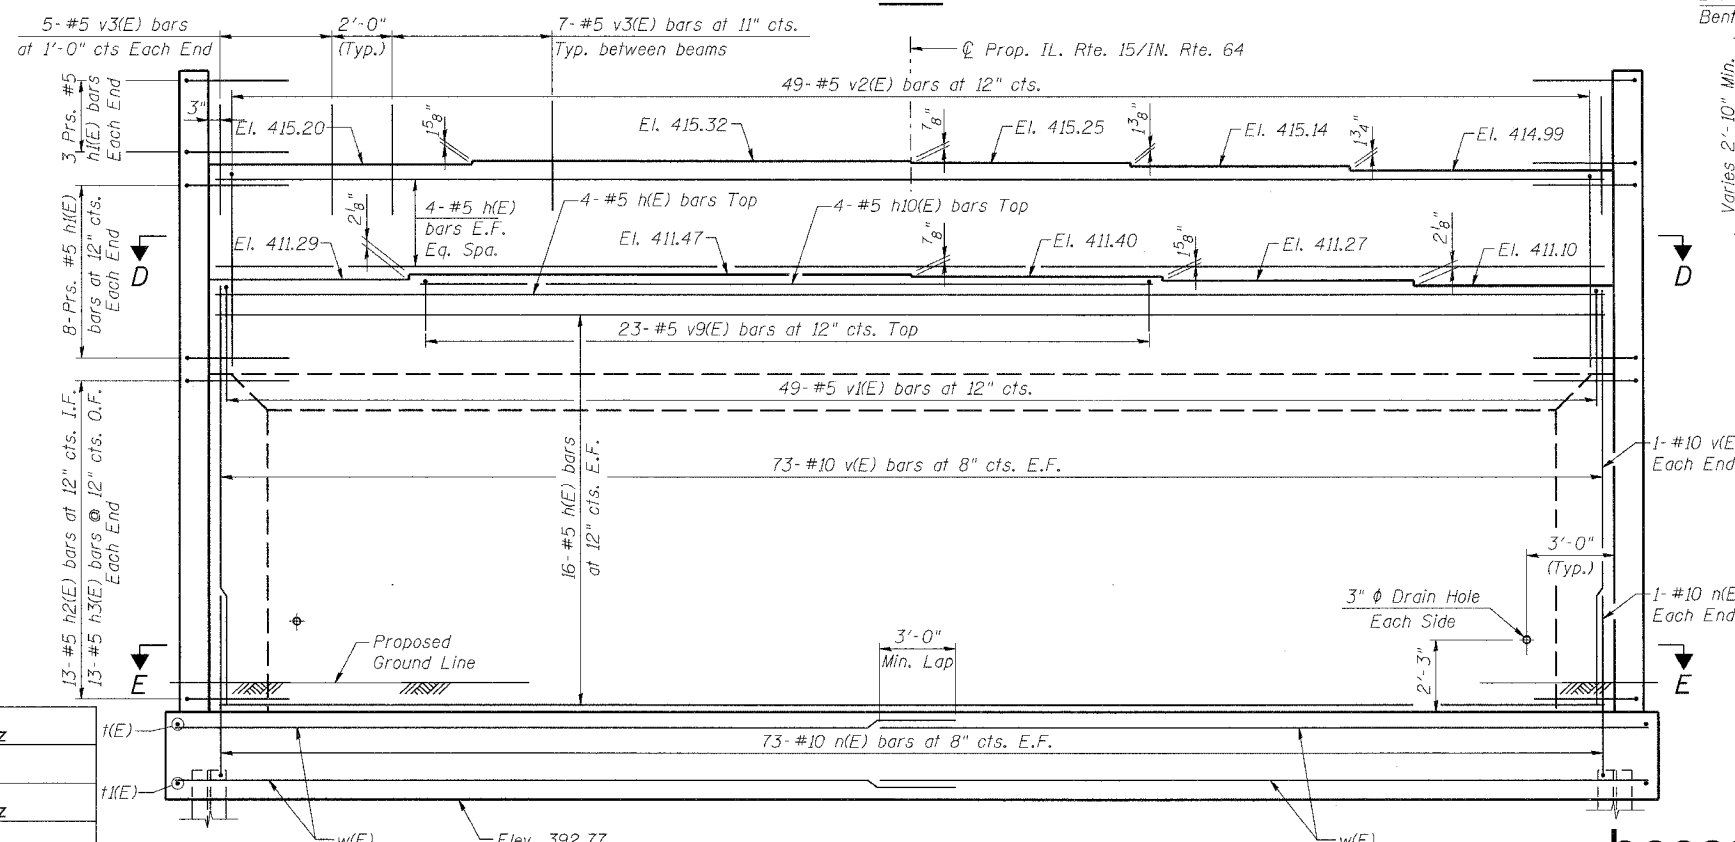 5- #5 v3(E) bars
at 1'-0" cts Each End
2'-0"
(Typ.)
7- #5 v3(E) bars at 11" cts.
Typ. between beams
℄ Prop. IL. Rte. 15/IN. Rte. 64
Bent
3 Prs. #5
h1(E) bars
Each End
3"
49- #5 v2(E) bars at 12" cts.
Varies 2'-10" Min.
El. 415.20
1 5/8"
El. 415.32
7/8"
El. 415.25
1 3/8"
El. 415.14
1 3/4"
El. 414.99
8-Prs. #5 h1(E)
bars at 12" cts.
Each End
2 1/8"
4- #5 h(E)
bars E.F.
Eq. Spa.
4- #5 h(E) bars Top
4- #5 h10(E) bars Top
D
El. 411.29
El. 411.47
7/8"
El. 411.40
1 5/8"
El. 411.27
2 1/8"
El. 411.10
D
23- #5 v9(E) bars at 12" cts. Top
49- #5 v1(E) bars at 12" cts.
13- #5 h2(E) bars at 12" cts. I.F.
13- #5 h3(E) bars @ 12" cts. O.F.
Each End
16- #5 h(E) bars
at 12" cts. E.F.
73- #10 v(E) bars at 8" cts. E.F.
1- #10 v(E
Each End
3'-0"
(Typ.)
3" ϕ Drain Hole
Each Side
1- #10 n(E
Each End
Proposed
Ground Line
3'-0"
Min. Lap
2'-3"
E
E
z
t(E)
73- #10 n(E) bars at 8" cts. E.F.
t1(E)
z
w(E)
Elev. 392.77
w(E)